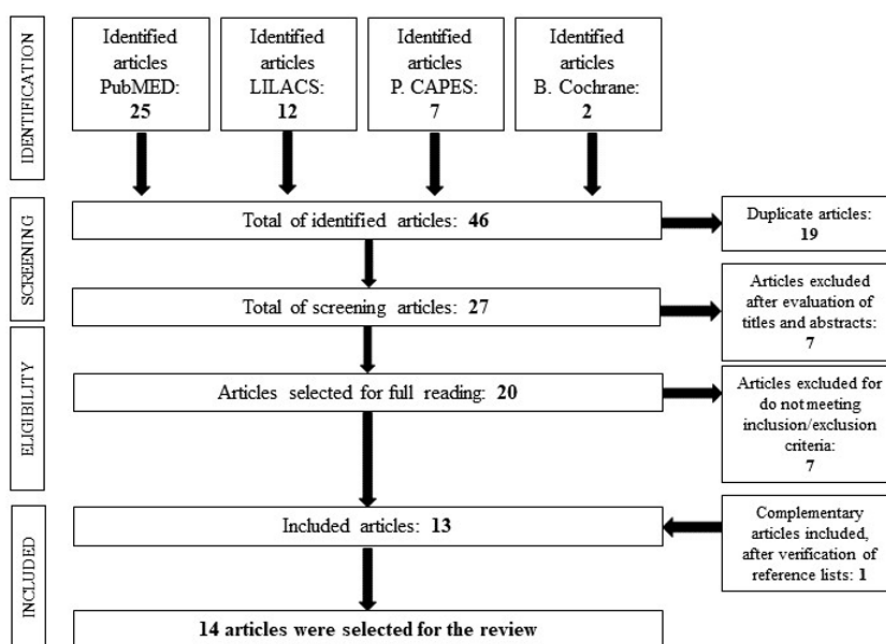 IDENTIFICATION
Identified
articles
PubMED:
25
Identified
articles
LILACS:
12
Identified
articles
P. CAPES:
7
Identified
articles
B. Cochrane:
2
SCREENING
Total of identified articles: 46
Duplicate articles:
19
Total of screening articles: 27
Articles excluded
after evaluation of
titles and abstracts:
7
ELIGIBILITY
Articles selected for full reading: 20
Articles excluded for
do not meeting
inclusion/exclusion
criteria:
7
INCLUDED
Included articles: 13
Complementary
articles included,
after verification of
reference lists: 1
14 articles were selected for the review